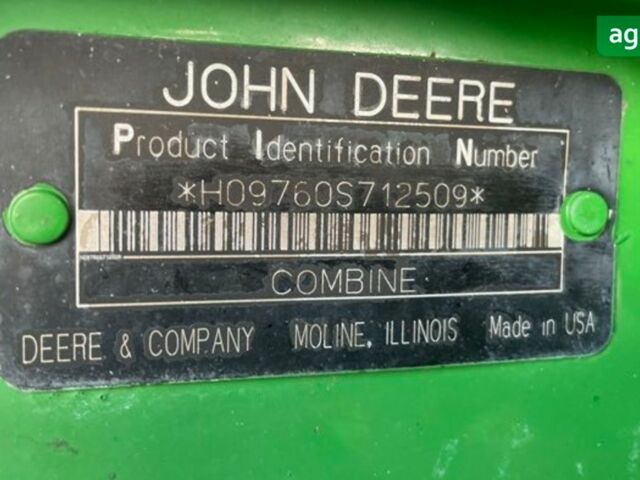 ag
JOHN DEERE
Product Identification Number
*H09760S712509*
COMBINE
DEERE & COMPANY MOLINE, ILLINOIS Made in USA